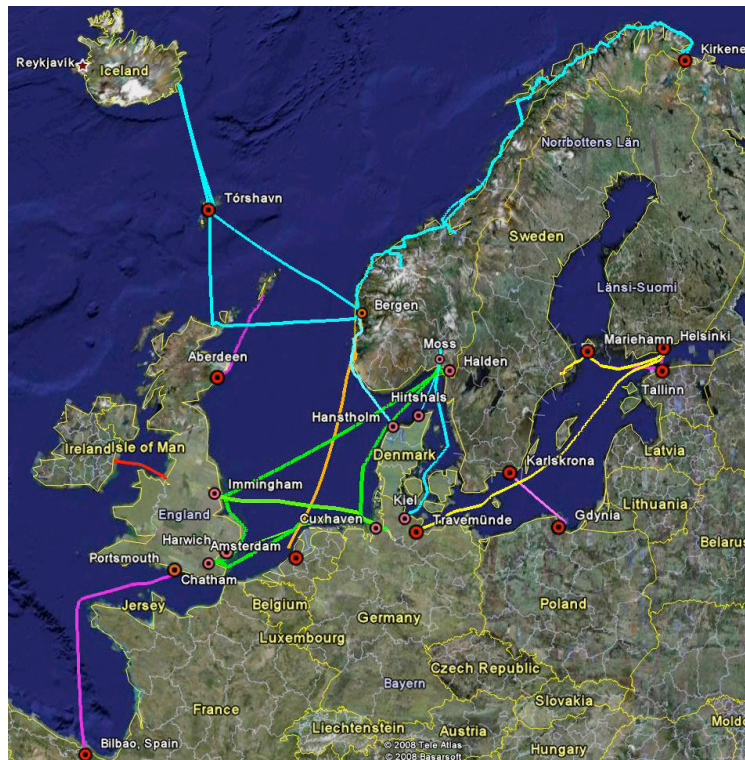 Reykjavík
Iceland
Kirkene
Norrbottens Län
Tórshavn
Sweden
Länsi-Suomi
Bergen
Mariehamn
Helsinki
Moss
Aberdeen
Halden
Tallinn
Hirtshals
Hanstholm
Ireland
Isle of Man
Denmark
Latvia
Karlskrona
Immingham
Lithuania
England
Kiel
Cuxhaven
Travemünde
Gdynia
Harwich
Amsterdam
Belarus
Portsmouth
Chatham
Jersey
Belgium
Germany
Poland
Luxembourg
Czech Republic
Bayern
France
Slovakia
Liechtenstein
Austria
Moldo
Bilbao, Spain
© 2008 Tele Atlas
© 2008 Basarsoft
Hungary